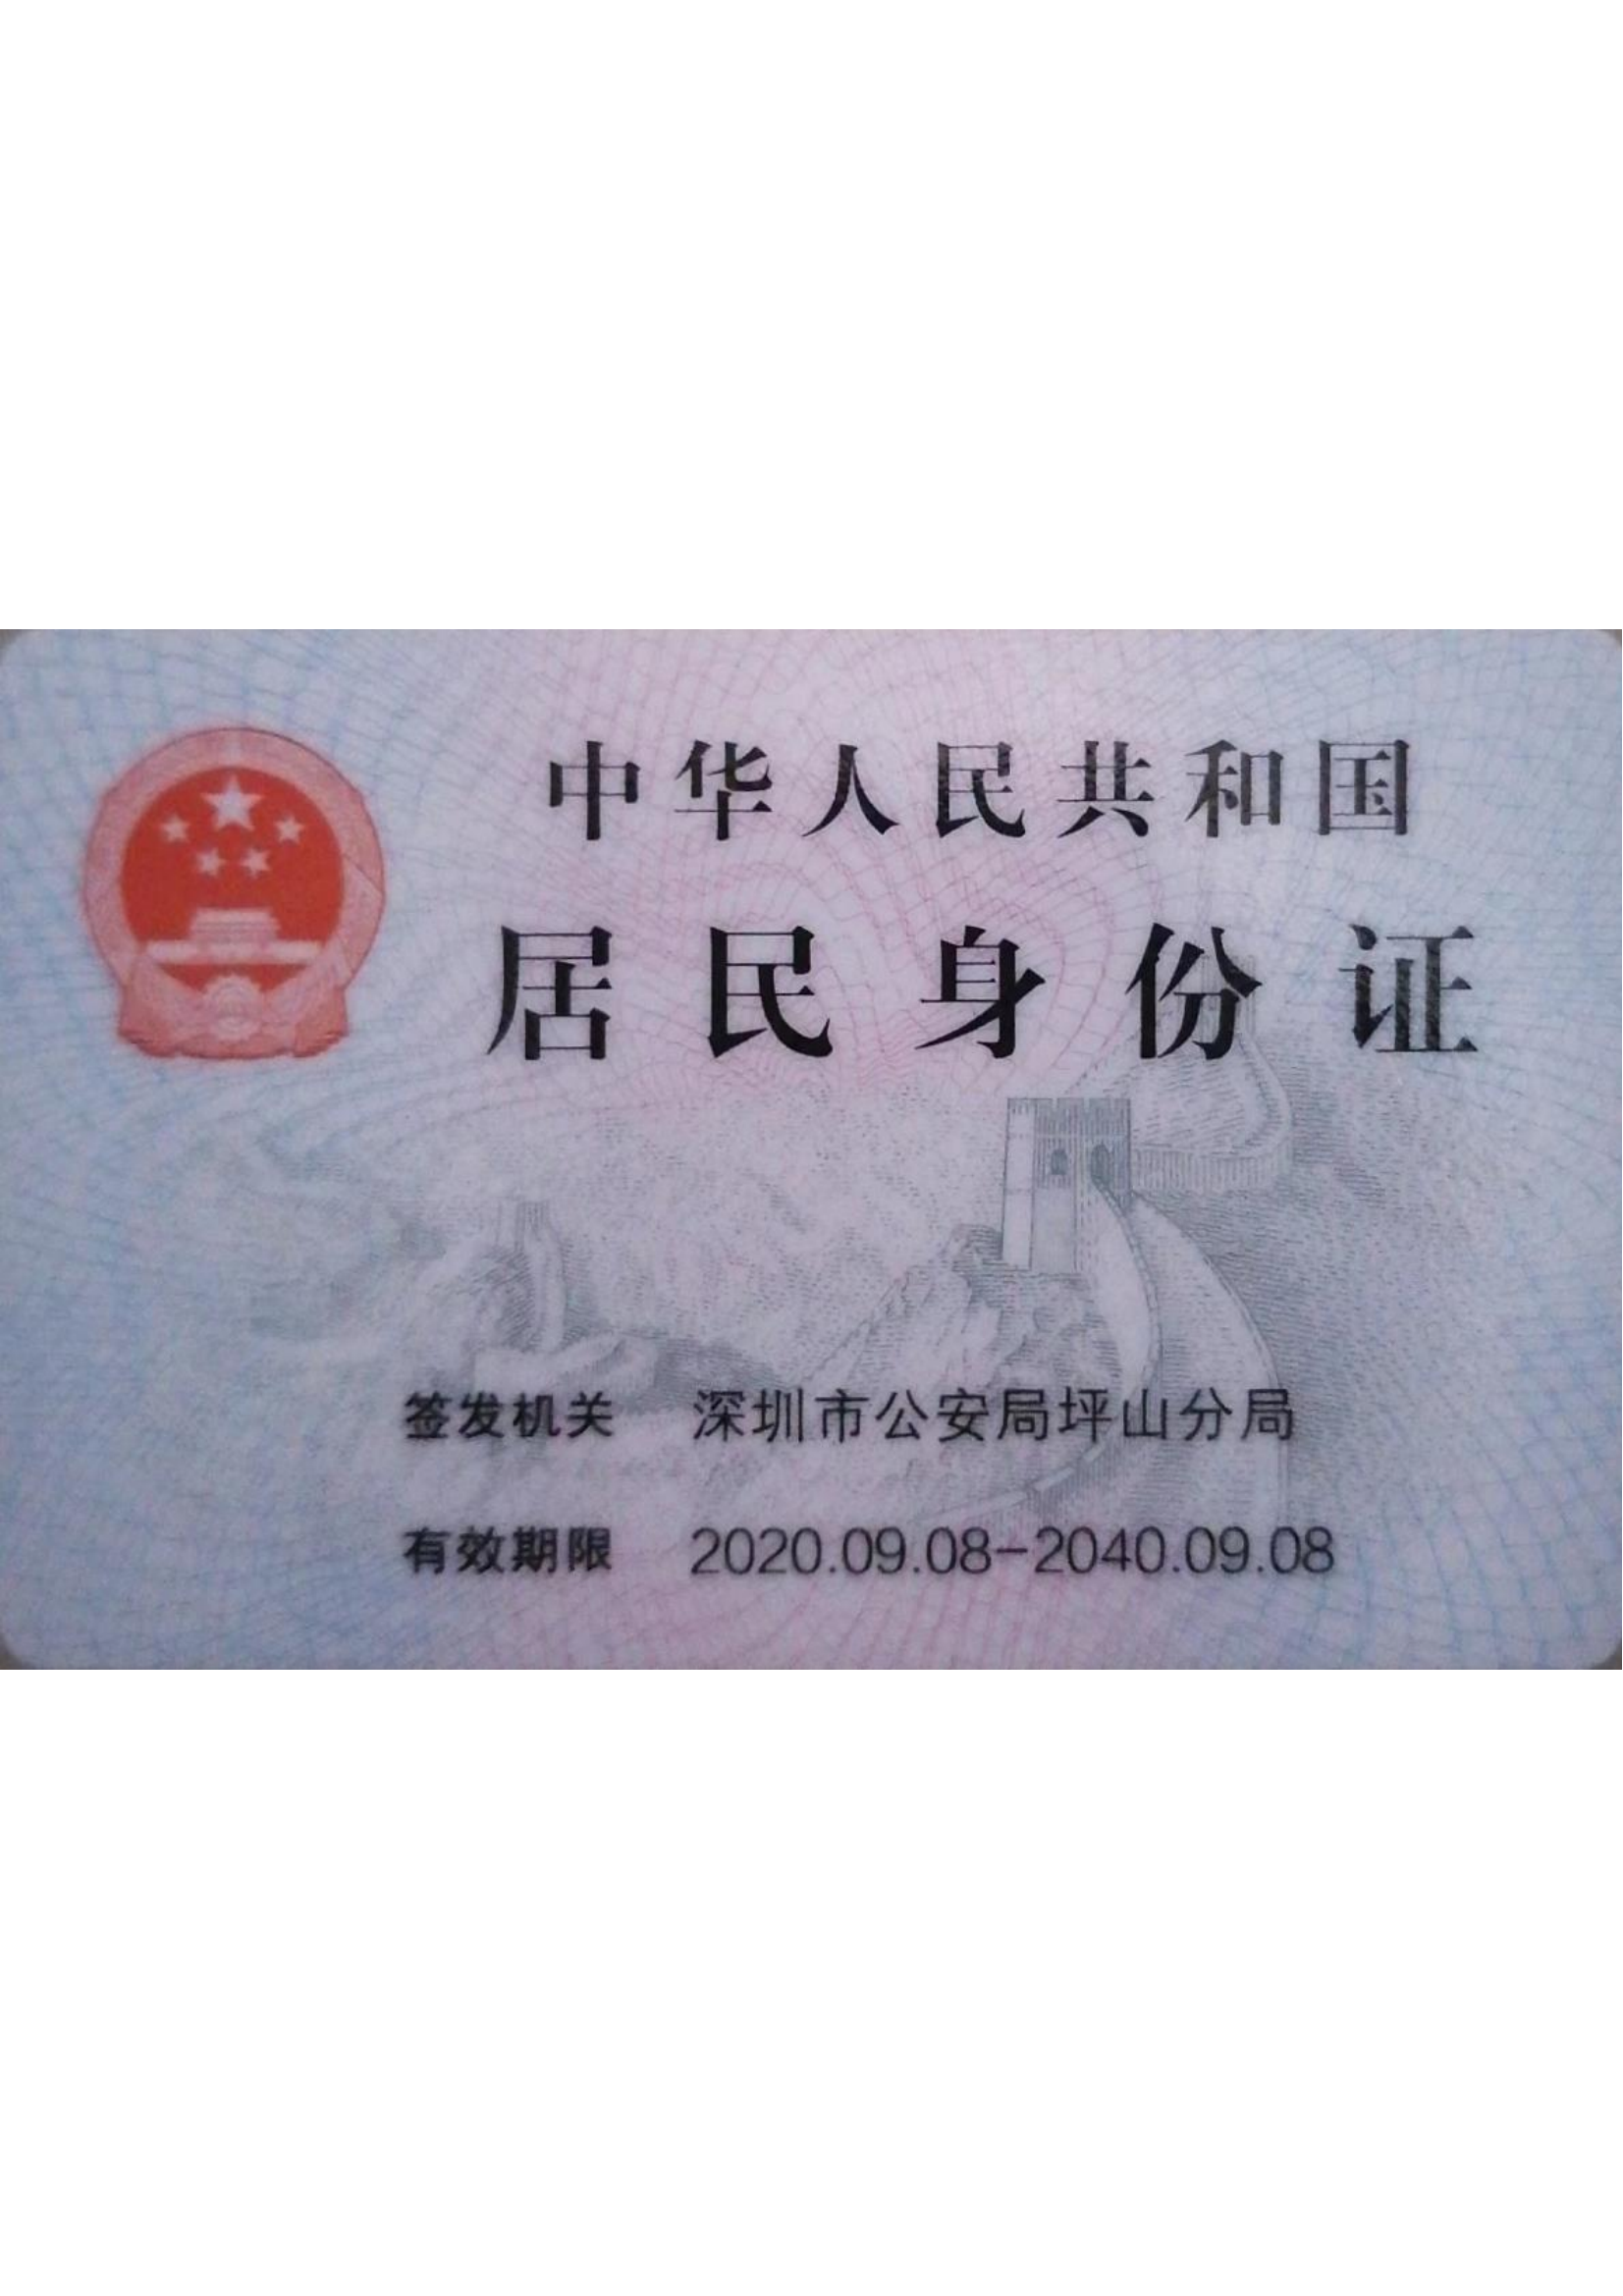 中华人民共和国
居民身份证
签发机关 深圳市公安局坪山分局
有效期限 2020.09.08-2040.09.08